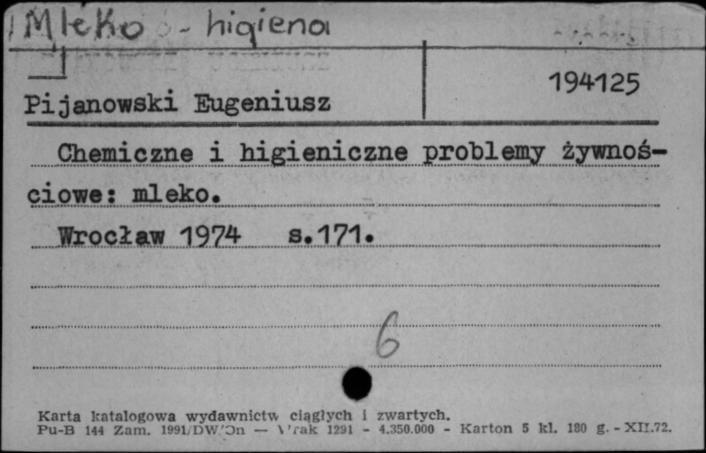 Mleko - higiena
194125
Pijanowski Eugeniusz
Chemiczne i higieniczne problemy żywnoś-
ciowe: mleko.
Wrocław 1974 s.171.
6
Karta katalogowa wydawnictw ciągłych i zwartych.
Pu-B 144 Zam. 1991/DW/On — 1291 - 4.350.000 - Karton 5 kl. 180 g. - XII.72.